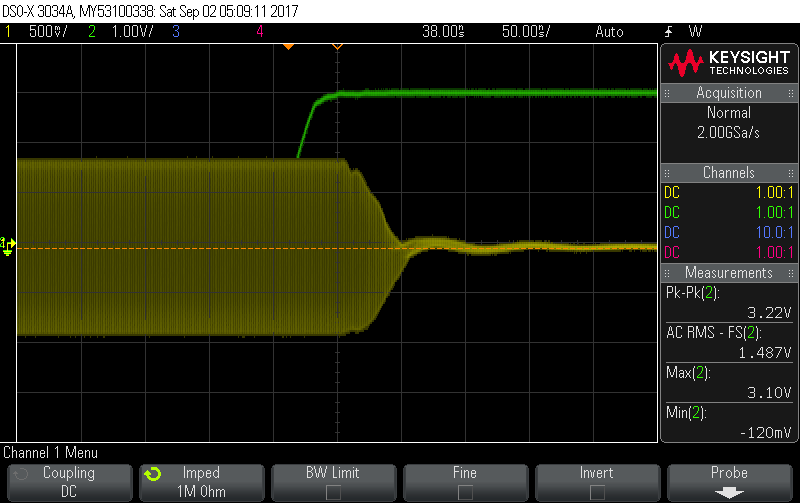 DSO-X 3034A, MY53100338: Sat Sep 02 05:09:11 2017
1 500mV/ 2 1.00V/ 3 4 38.00ms 50.00ms/ Auto W
KEYSIGHT
TECHNOLOGIES
Acquisition
Normal
2.00GSa/s
Channels
DC 1.00:1
DC 1.00:1
DC 10.0:1
DC 1.00:1
Measurements
Pk-Pk(2):
3.22V
AC RMS - FS(2):
1.487V
Max(2):
3.10V
Min(2):
-120mV
Channel 1 Menu
Coupling
DC
Imped
1M Ohm
BW Limit
Fine
Invert
Probe